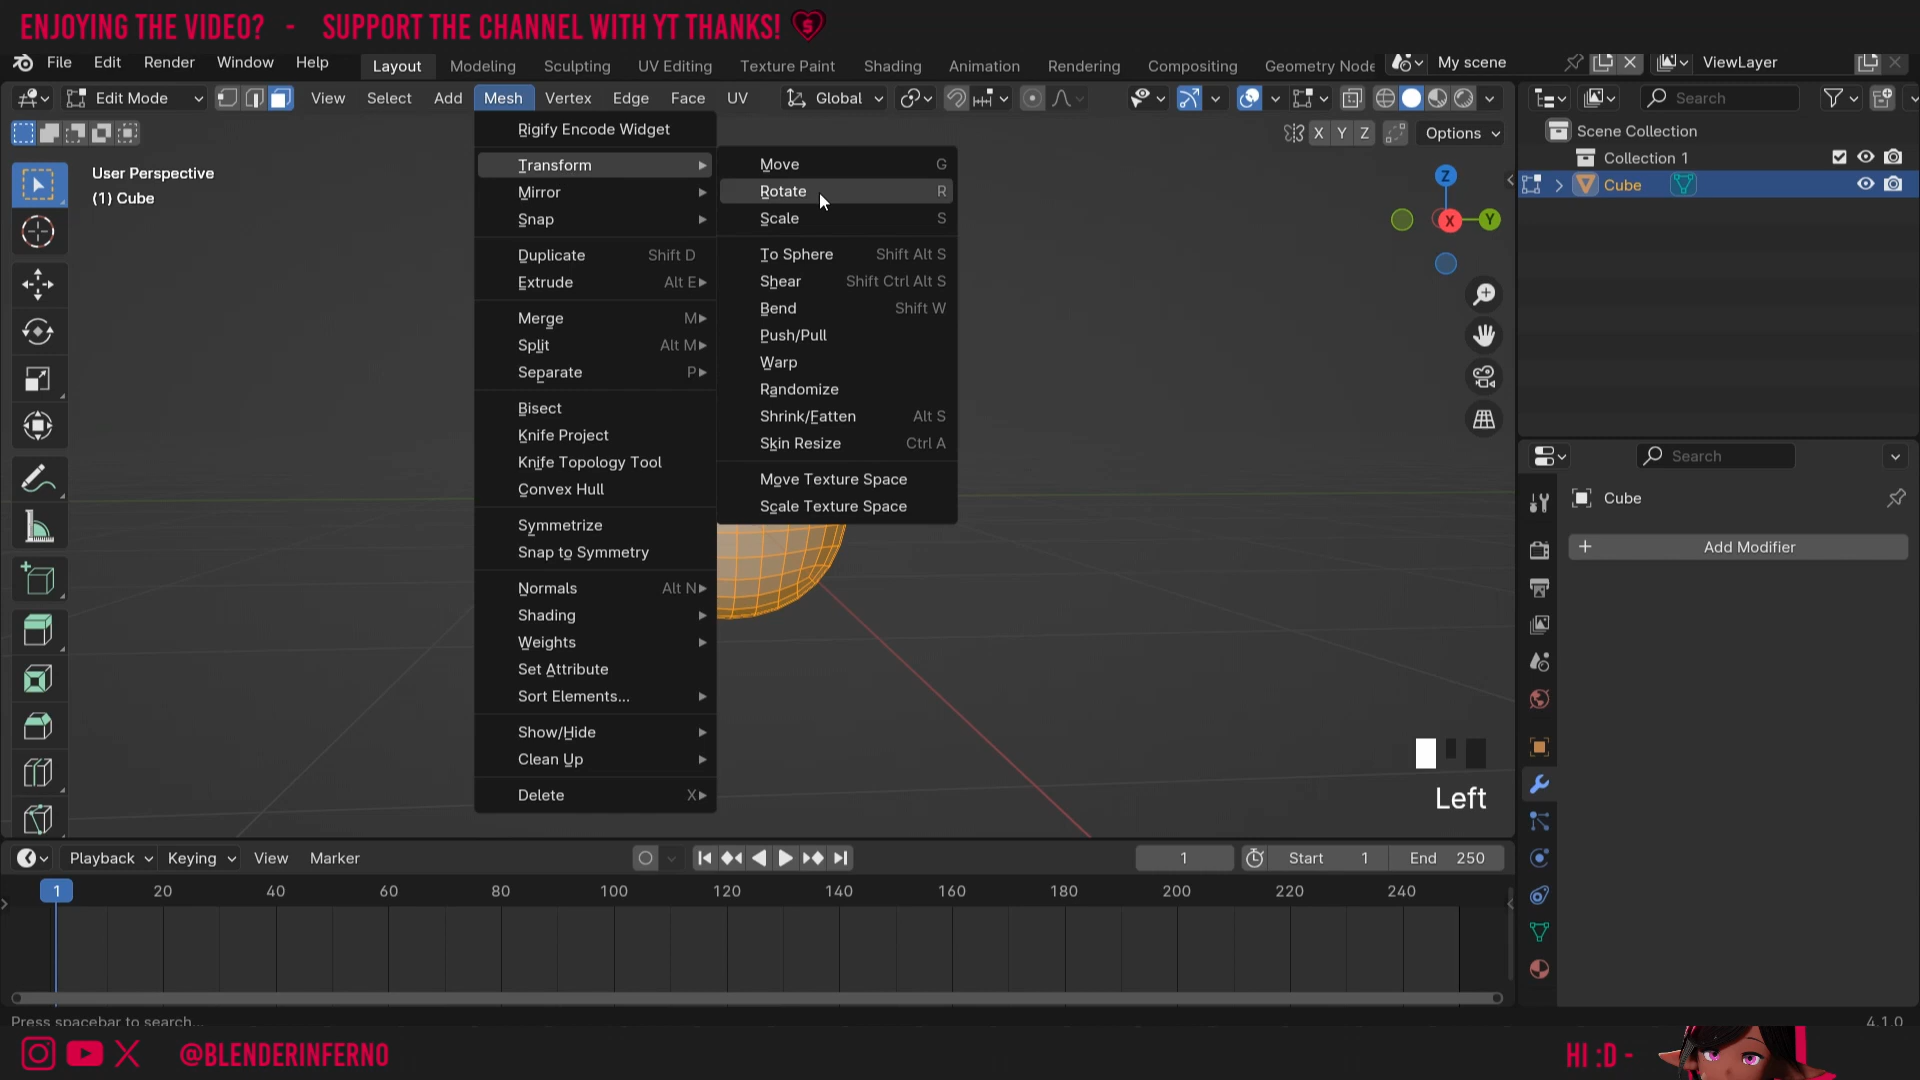 ENJOYING THE VIDEO? - SUPPORT THE CHANNEL WITH YT THANKS!
File Edit Render Window Help Layout Modeling Sculpting UV Editing Texture Paint Shading Animation Rendering Compositing Geometry Node My scene ViewLayer
Edit Mode View Select Add Mesh Vertex Edge Face UV Global Search
X Y Z Options
Scene Collection
Collection 1
Cube
User Perspective
(1) Cube
Rigify Encode Widget
Transform
Mirror
Snap
Duplicate Shift D
Extrude Alt E
Merge M
Split Alt M
Separate P
Bisect
Knife Project
Knife Topology Tool
Convex Hull
Symmetrize
Snap to Symmetry
Normals Alt N
Shading
Weights
Set Attribute
Sort Elements...
Show/Hide
Clean Up
Delete X
Move G
Rotate R
Scale S
To Sphere Shift Alt S
Shear Shift Ctrl Alt S
Bend Shift W
Push/Pull
Warp
Randomize
Shrink/Fatten Alt S
Skin Resize Ctrl A
Move Texture Space
Scale Texture Space
Z
X Y
Search
Cube
+ Add Modifier
Left
Playback Keying View Marker 1 Start 1 End 250
1 20 40 60 80 100 120 140 160 180 200 220 240
Press spacebar to search...
4.1.0
@BLENDERINFERNO
HI :D -